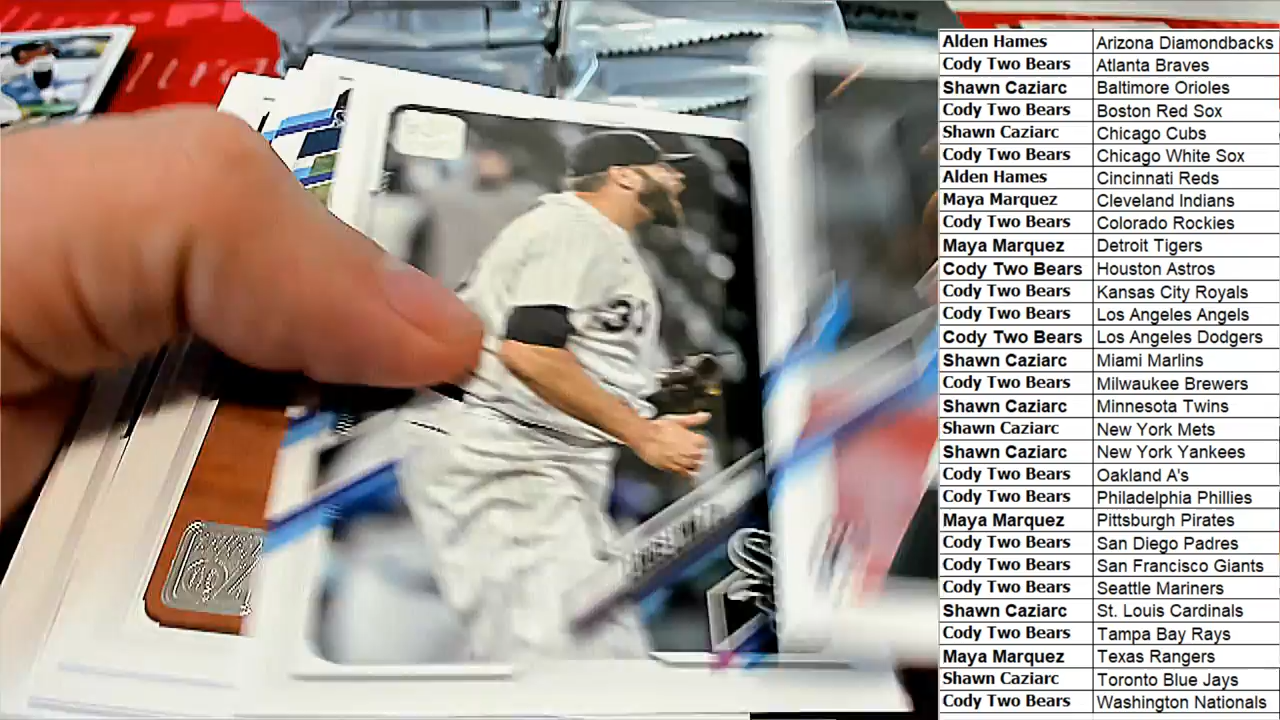 Alden Hames Arizona Diamondbacks
Cody Two Bears Atlanta Braves
Shawn Caziarc Baltimore Orioles
Cody Two Bears Boston Red Sox
Shawn Caziarc Chicago Cubs
Cody Two Bears Chicago White Sox
Alden Hames Cincinnati Reds
Maya Marquez Cleveland Indians
Cody Two Bears Colorado Rockies
Maya Marquez Detroit Tigers
Cody Two Bears Houston Astros
Cody Two Bears Kansas City Royals
Cody Two Bears Los Angeles Angels
Cody Two Bears Los Angeles Dodgers
Shawn Caziarc Miami Marlins
Cody Two Bears Milwaukee Brewers
Shawn Caziarc Minnesota Twins
Shawn Caziarc New York Mets
Shawn Caziarc New York Yankees
Cody Two Bears Oakland A's
Cody Two Bears Philadelphia Phillies
Maya Marquez Pittsburgh Pirates
Cody Two Bears San Diego Padres
Cody Two Bears San Francisco Giants
Cody Two Bears Seattle Mariners
Shawn Caziarc St. Louis Cardinals
Cody Two Bears Tampa Bay Rays
Maya Marquez Texas Rangers
Shawn Caziarc Toronto Blue Jays
Cody Two Bears Washington Nationals
31